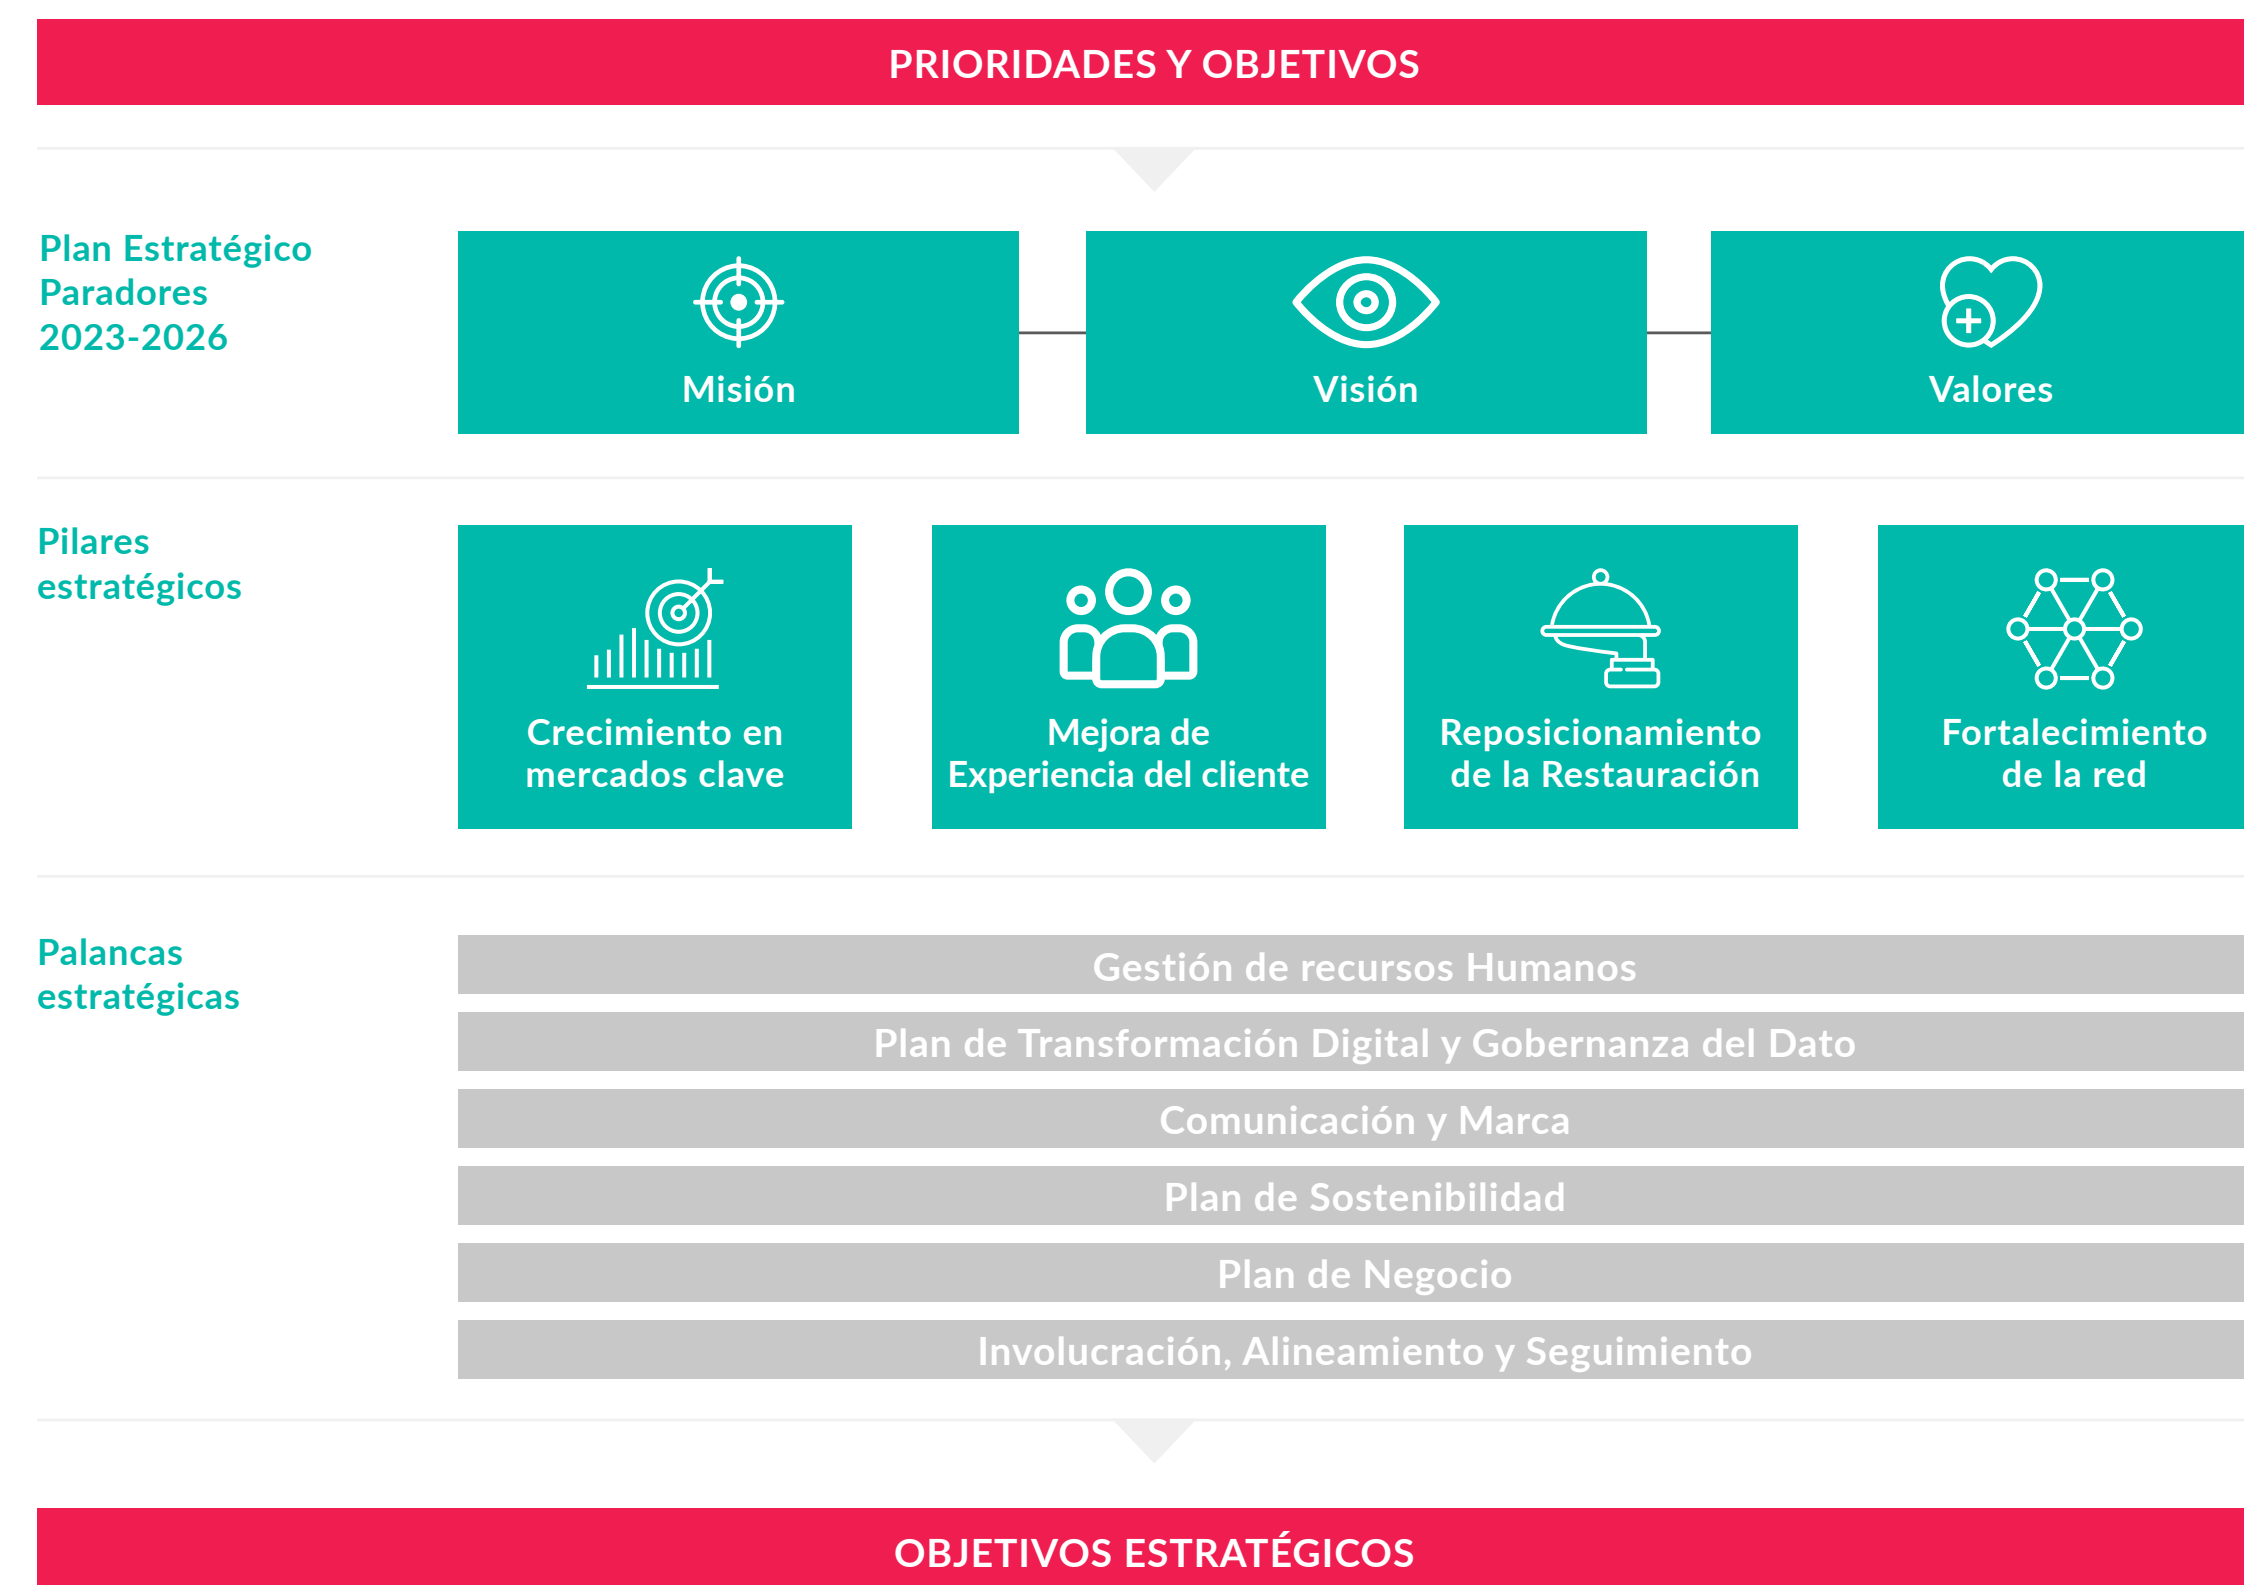 PRIORIDADES Y OBJETIVOS
Plan Estratégico
Paradores
2023-2026
Misión
Visión
Valores
Pilares
estratégicos
Crecimiento en
mercados clave
Mejora de
Experiencia del cliente
Reposicionamiento
de la Restauración
Fortalecimiento
de la red
Palancas
estratégicas
Gestión de recursos Humanos
Plan de Transformación Digital y Gobernanza del Dato
Comunicación y Marca
Plan de Sostenibilidad
Plan de Negocio
Involucración, Alineamiento y Seguimiento
OBJETIVOS ESTRATÉGICOS